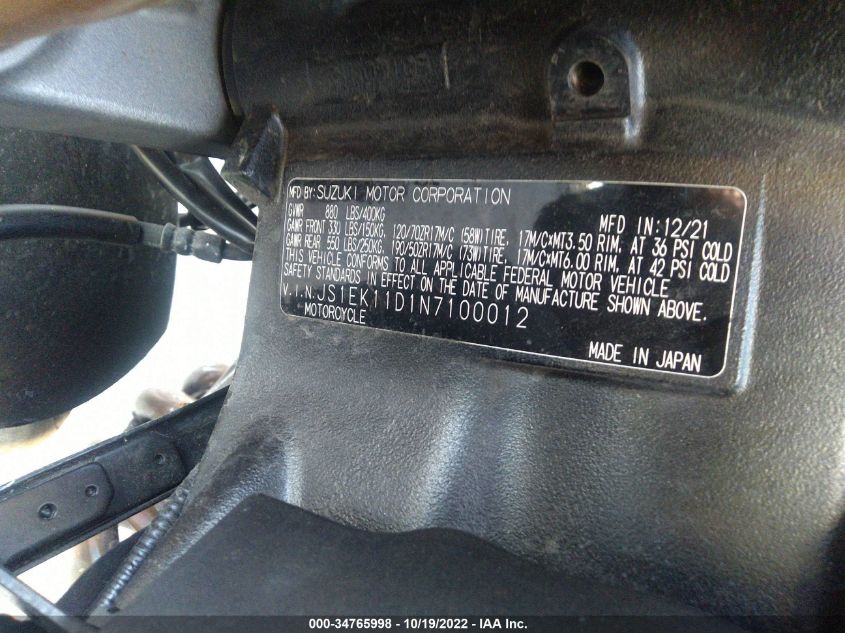 MFD BY:SUZUKI MOTOR CORPORATION
GVWR 880 LBS/400KG MFD IN:12/21
GAWR FRONT 330 LBS/150KG, 120/70ZR17M/C (58W)TIRE, 17M/C×MT3.50 RIM, AT 36 PSI COLD
GAWR REAR 550 LBS/250KG, 190/50ZR17M/C (73W)TIRE, 17M/C×MT6.00 RIM, AT 42 PSI COLD
THIS VEHICLE CONFORMS TO ALL APPLICABLE FEDERAL MOTOR VEHICLE
SAFETY STANDARDS IN EFFECT ON THE DATE OF MANUFACTURE SHOWN ABOVE.
V.I.N.JS1EK11D1N7100012
MOTORCYCLE
MADE IN JAPAN
000-34765998 - 10/19/2022 - IAA Inc.